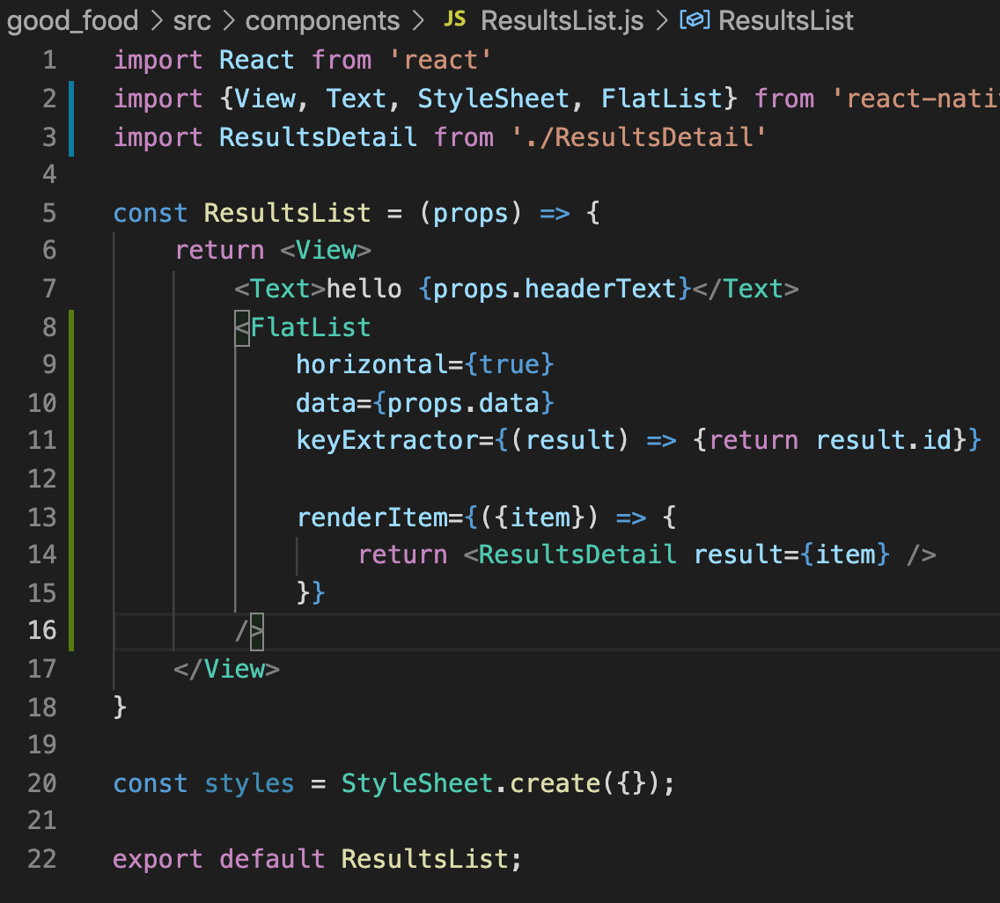 good_food > src > components > JS ResultsList.js > ResultsList
1 import React from 'react'
2 import {View, Text, StyleSheet, FlatList} from 'react-nati
3 import ResultsDetail from './ResultsDetail'
4
5 const ResultsList = (props) => {
6 return <View>
7 <Text>hello {props.headerText}</Text>
8 <FlatList
9 horizontal={true}
10 data={props.data}
11 keyExtractor={(result) => {return result.id}}
12
13 renderItem={({item}) => {
14 return <ResultsDetail result={item} />
15 }}
16 />
17 </View>
18 }
19
20 const styles = StyleSheet.create({});
21
22 export default ResultsList;